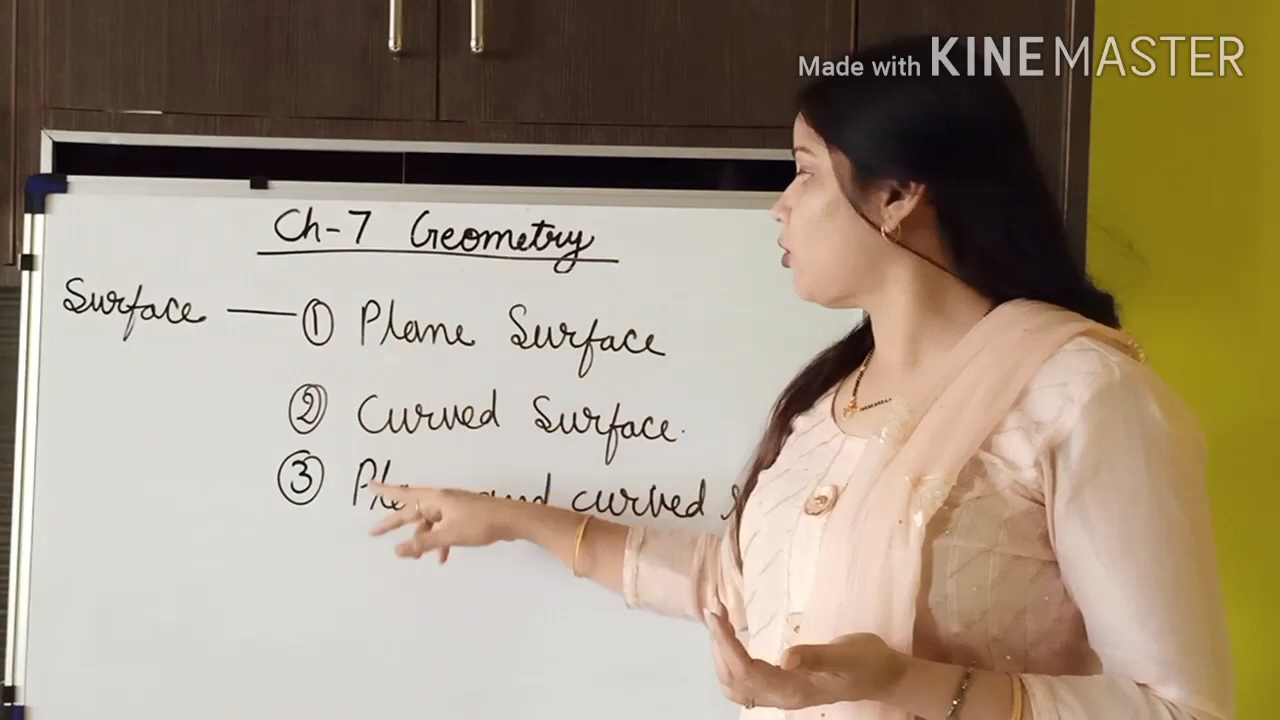 Made with KINEMASTER
Ch-7 Geometry
Surface — ① Plane Surface
② Curved Surface.
③ and curved